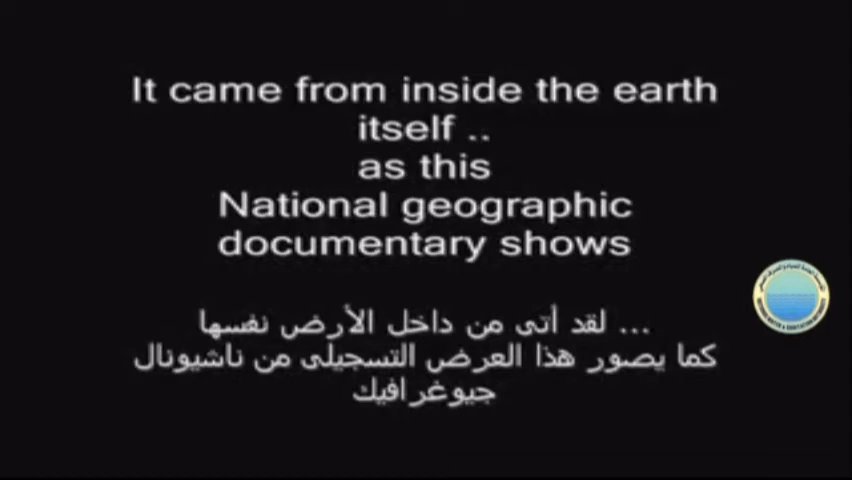 It came from inside the earth
itself ..
as this
National geographic
documentary shows
... لقد أتى من داخل الأرض نفسها
كما يصور هذا العرض التسجيلى من ناشيونال
جيوغرافيك